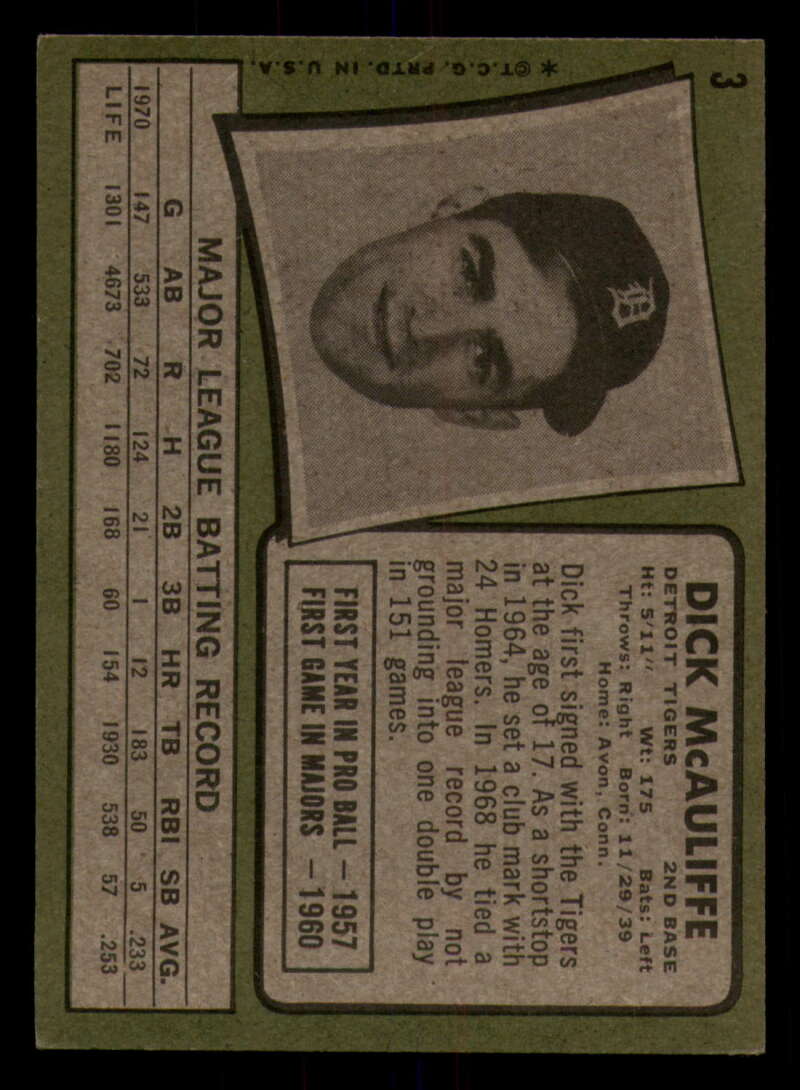 3
* ©T.C.G. PRTD. IN U.S.A.
DICK McAULIFFE
DETROIT TIGERS 2ND BASE
Ht: 5'11" Wt: 175 Bats: Left
Throws: Right Born: 11/29/39
Home: Avon, Conn.
Dick first signed with the Tigers
at the age of 17. As a shortstop
in 1964, he set a club mark with
24 Homers. In 1968 he tied a
major league record by not
grounding into one double play
in 151 games.
FIRST YEAR IN PRO BALL — 1957
FIRST GAME IN MAJORS — 1960
MAJOR LEAGUE BATTING RECORD
G AB R H 2B 3B HR TB RBI SB AVG.
1970 147 533 72 124 21 1 12 183 50 5 .233
LIFE 1301 4673 702 1180 168 60 154 1930 538 57 .253
D